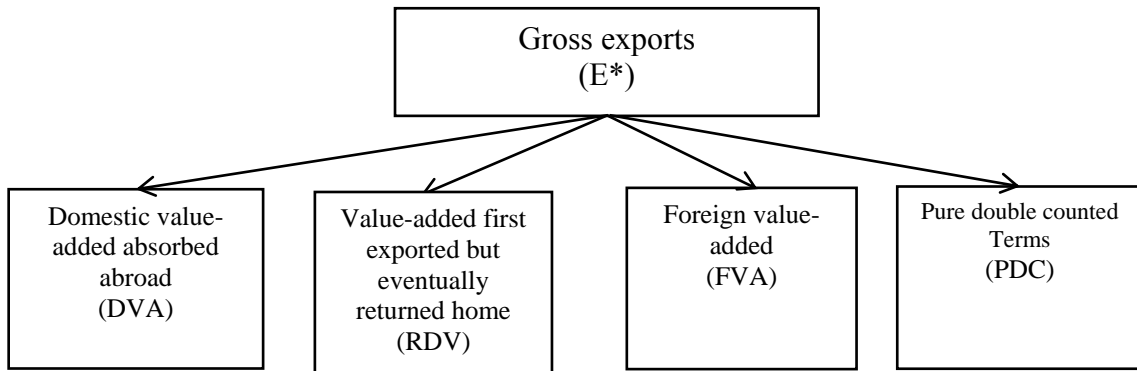 Gross exports
(E*)
Domestic value-
added absorbed
abroad
(DVA)
Value-added first
exported but
eventually
returned home
(RDV)
Foreign value-
added
(FVA)
Pure double counted
Terms
(PDC)